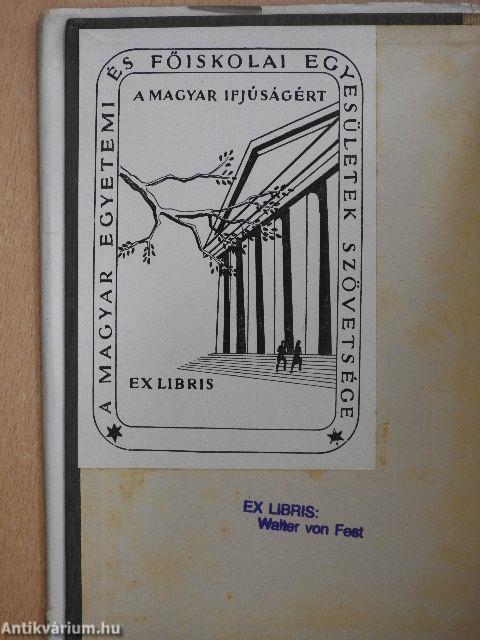 A MAGYAR EGYETEMI ÉS FŐISKOLAI EGYESÜLETEK SZÖVETSÉGE
A MAGYAR IFJÚSÁGÉRT
EX LIBRIS
EX LIBRIS:
Walter von Fest
Antikvárium.hu